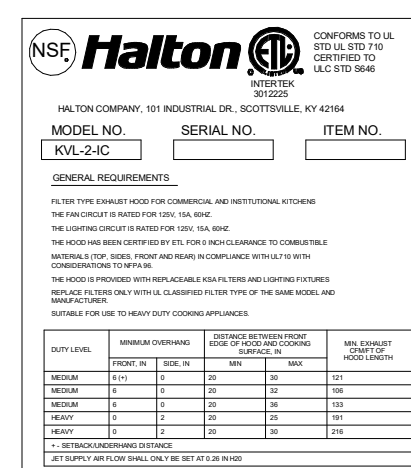 NSF
Halton
ETL
INTERTEK
3012225
CONFORMS TO UL
STD UL STD 710
CERTIFIED TO
ULC STD S646
HALTON COMPANY, 101 INDUSTRIAL DR., SCOTTSVILLE, KY 42164
MODEL NO. SERIAL NO. ITEM NO.
KVL-2-IC
GENERAL REQUIREMENTS
FILTER TYPE EXHAUST HOOD FOR COMMERCIAL AND INSTITUTIONAL KITCHENS
THE FAN CIRCUIT IS RATED FOR 125V, 15A, 60HZ.
THE LIGHTING CIRCUIT IS RATED FOR 125V, 15A, 60HZ.
THE HOOD HAS BEEN CERTIFIED BY ETL FOR 0 INCH CLEARANCE TO COMBUSTIBLE
MATERIALS (TOP, SIDES, FRONT AND REAR) IN COMPLIANCE WITH UL710 WITH
CONSIDERATIONS TO NFPA 96.
THE HOOD IS PROVIDED WITH REPLACEABLE KSA FILTERS AND LIGHTING FIXTURES
REPLACE FILTERS ONLY WITH UL CLASSIFIED FILTER TYPE OF THE SAME MODEL AND
MANUFACTURER.
SUITABLE FOR USE TO HEAVY DUTY COOKING APPLIANCES.
DUTY LEVEL
MINIMUM OVERHANG
DISTANCE BETWEEN FRONT
EDGE OF HOOD AND COOKING
SURFACE, IN
MIN. EXHAUST
CFM/FT OF
HOOD LENGTH
FRONT, IN SIDE, IN MIN MAX
MEDIUM 6 (+) 0 20 30 121
MEDIUM 6 0 20 32 106
MEDIUM 6 0 20 36 133
HEAVY 0 2 20 25 191
HEAVY 0 2 20 30 216
+ - SETBACK/UNDERHANG DISTANCE
JET SUPPLY AIR FLOW SHALL ONLY BE SET AT 0.26 IN H20